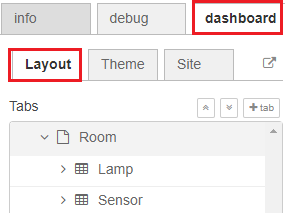 info debug dashboard
Layout Theme Site
Tabs +tab
Room
Lamp
Sensor